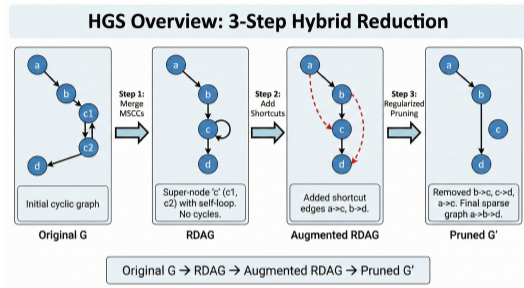 HGS Overview: 3-Step Hybrid Reduction
a
b
c1
c2
d
Initial cyclic graph
Original G
Step 1:
Merge
MSCCs
a
b
c
d
Super-node 'c' (c1,
c2) with self-loop.
No cycles.
RDAG
Step 2:
Add
Shortcuts
a
b
c
d
Added shortcut
edges a->c, b->d.
Augmented RDAG
Step 3:
Regularized
Pruning
a
b
c
d
Removed b->c, c->d,
a->c. Final sparse
graph a->b->d.
Pruned G'
Original G → RDAG → Augmented RDAG → Pruned G'